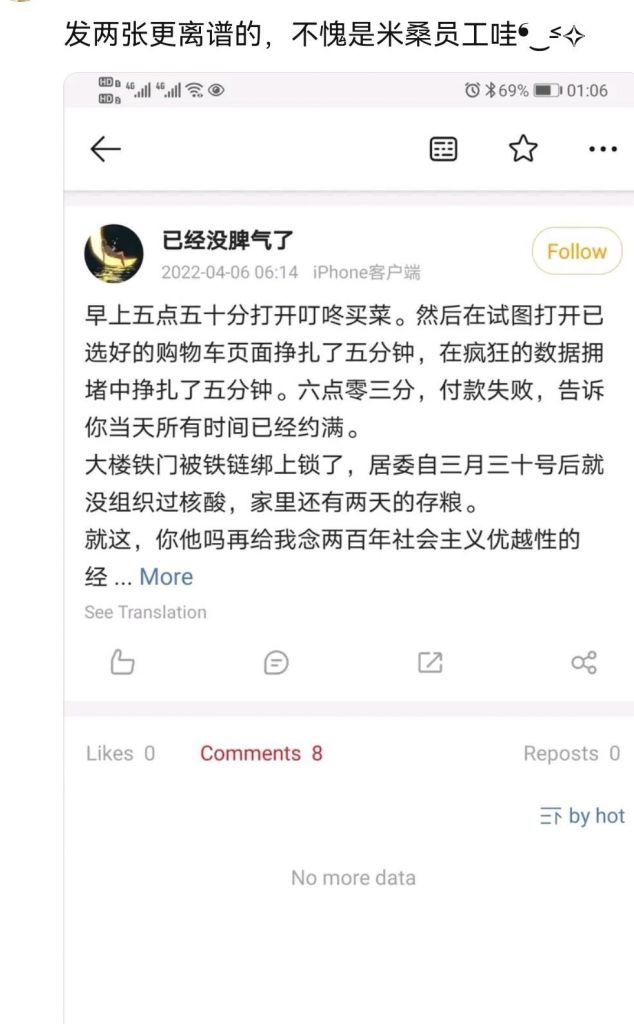 发两张更离谱的，不愧是米桑员工哇❛‿˂̵✧
HD B 4G 4G 69% 01:06
HD 2
已经没脾气了
Follow
2022-04-06 06:14 iPhone客户端
早上五点五十分打开叮咚买菜。然后在试图打开已
选好的购物车页面挣扎了五分钟，在疯狂的数据拥
堵中挣扎了五分钟。六点零三分，付款失败，告诉
你当天所有时间已经约满。
大楼铁门被铁链绑上锁了，居委自三月三十号后就
没组织过核酸，家里还有两天的存粮。
就这，你他吗再给我念两百年社会主义优越性的
经 ... More
See Translation
Likes 0 Comments 8 Reposts 0
by hot
No more data